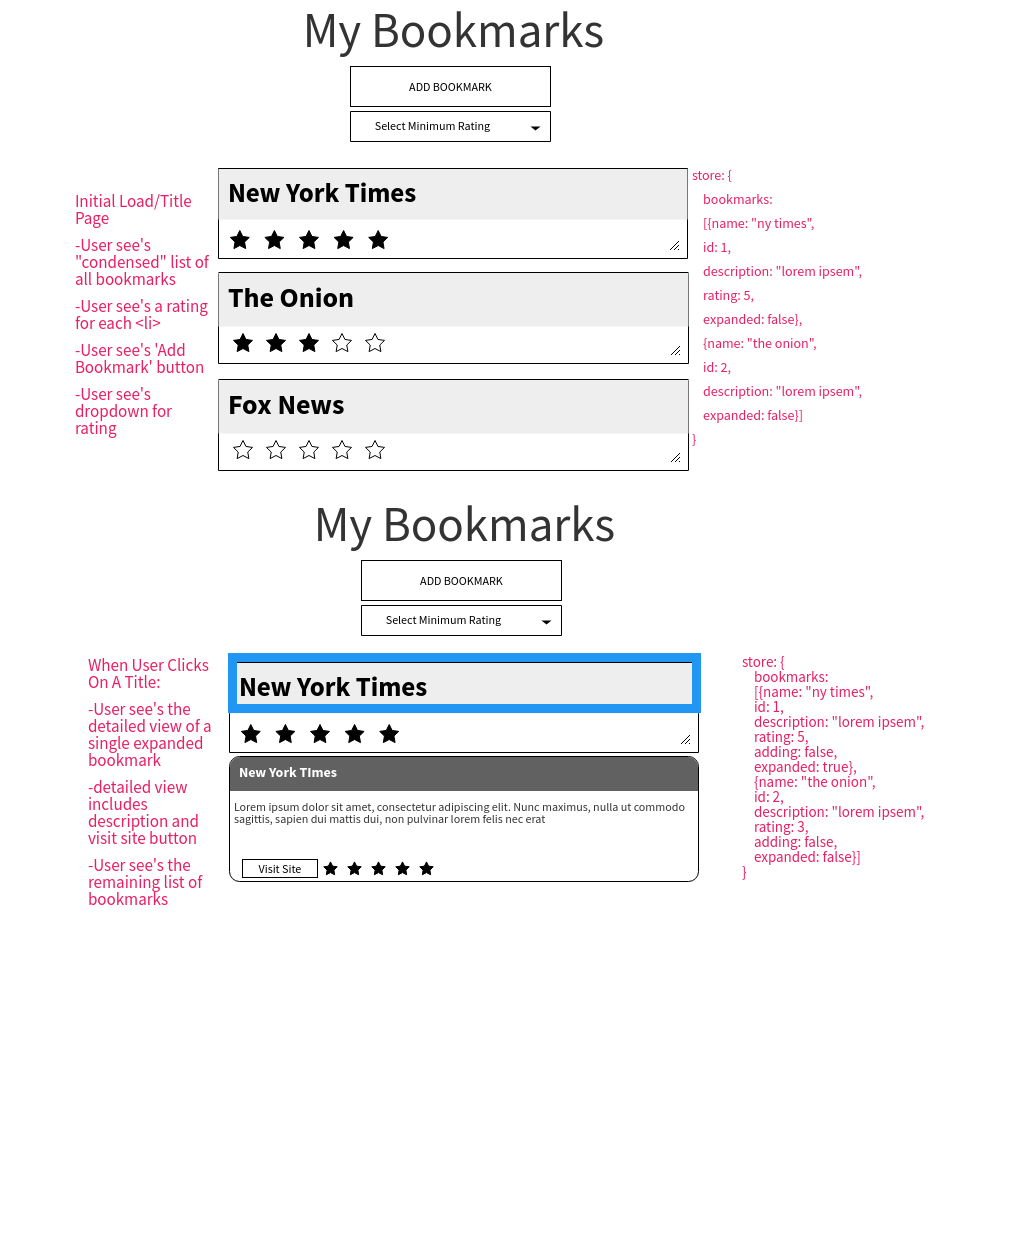 My Bookmarks
ADD BOOKMARK
Select Minimum Rating
Initial Load/Title
Page
-User see's
"condensed" list of
all bookmarks
-User see's a rating
for each <li>
-User see's 'Add
Bookmark' button
-User see's
dropdown for
rating
New York Times
The Onion
Fox News
store: {
bookmarks:
[{name: "ny times",
id: 1,
description: "lorem ipsem",
rating: 5,
expanded: false},
{name: "the onion",
id: 2,
description: "lorem ipsem",
expanded: false}]
}
My Bookmarks
ADD BOOKMARK
Select Minimum Rating
When User Clicks
On A Title:
-User see's the
detailed view of a
single expanded
bookmark
-detailed view
includes
description and
visit site button
-User see's the
remaining list of
bookmarks
New York Times
New York TImes
Lorem ipsum dolor sit amet, consectetur adipiscing elit. Nunc maximus, nulla ut commodo
sagittis, sapien dui mattis dui, non pulvinar lorem felis nec erat
Visit Site
store: {
bookmarks:
[{name: "ny times",
id: 1,
description: "lorem ipsem",
rating: 5,
adding: false,
expanded: true},
{name: "the onion",
id: 2,
description: "lorem ipsem",
rating: 3,
adding: false,
expanded: false}]
}